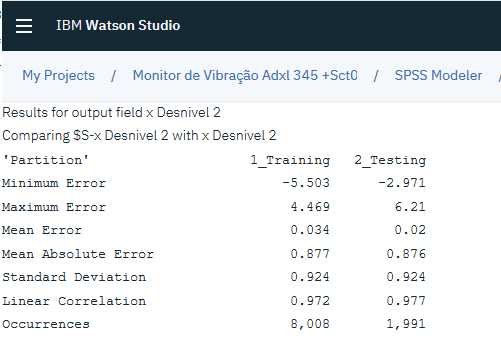 IBM Watson Studio
My Projects / Monitor de Vibração Adxl 345 +Sct0 / SPSS Modeler /
Results for output field x Desnivel 2
Comparing $S-x Desnivel 2 with x Desnivel 2
'Partition' 1_Training 2_Testing
Minimum Error -5.503 -2.971
Maximum Error 4.469 6.21
Mean Error 0.034 0.02
Mean Absolute Error 0.877 0.876
Standard Deviation 0.924 0.924
Linear Correlation 0.972 0.977
Occurrences 8,008 1,991